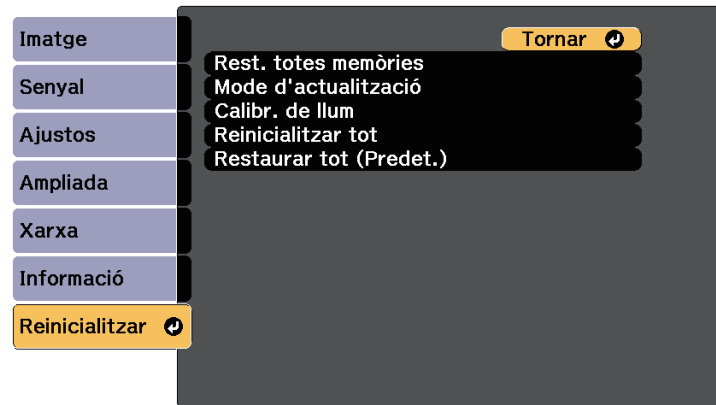 Imatge
Senyal
Ajustos
Ampliada
Xarxa
Informació
Reinicialitzar
Tornar
Rest. totes memòries
Mode d'actualització
Calibr. de llum
Reinicialitzar tot
Restaurar tot (Predet.)